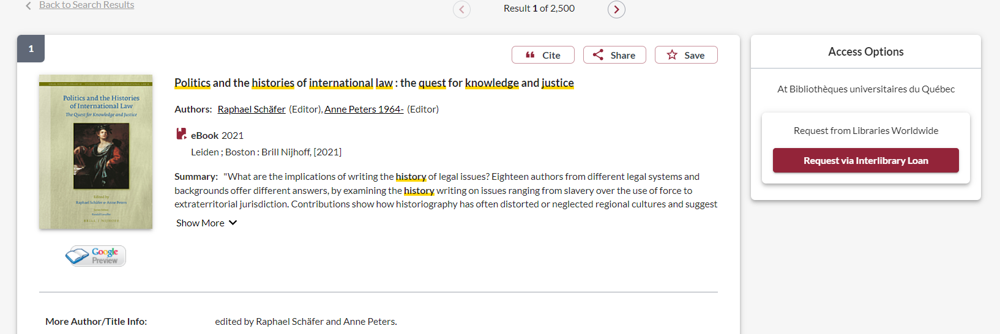 Back to Search Results
Result 1 of 2,500
1
Cite
Share
Save
Politics and the Histories
of International Law
The Quest for Knowledge and Justice
Edited by
Raphael Schäfer & Anne Peters
BRILL | NIJHOFF
Google
Preview
Politics and the histories of international law : the quest for knowledge and justice
Authors: Raphael Schäfer (Editor), Anne Peters 1964- (Editor)
eBook 2021
Leiden ; Boston : Brill Nijhoff, [2021]
Summary: "What are the implications of writing the history of legal issues? Eighteen authors from different legal systems and
backgrounds offer different answers, by examining the history writing on issues ranging from slavery over the use of force to
extraterritorial jurisdiction. Contributions show how historiography has often distorted or neglected regional cultures and suggest
Show More
More Author/Title Info: edited by Raphael Schäfer and Anne Peters.
Access Options
At Bibliothèques universitaires du Québec
Request from Libraries Worldwide
Request via Interlibrary Loan